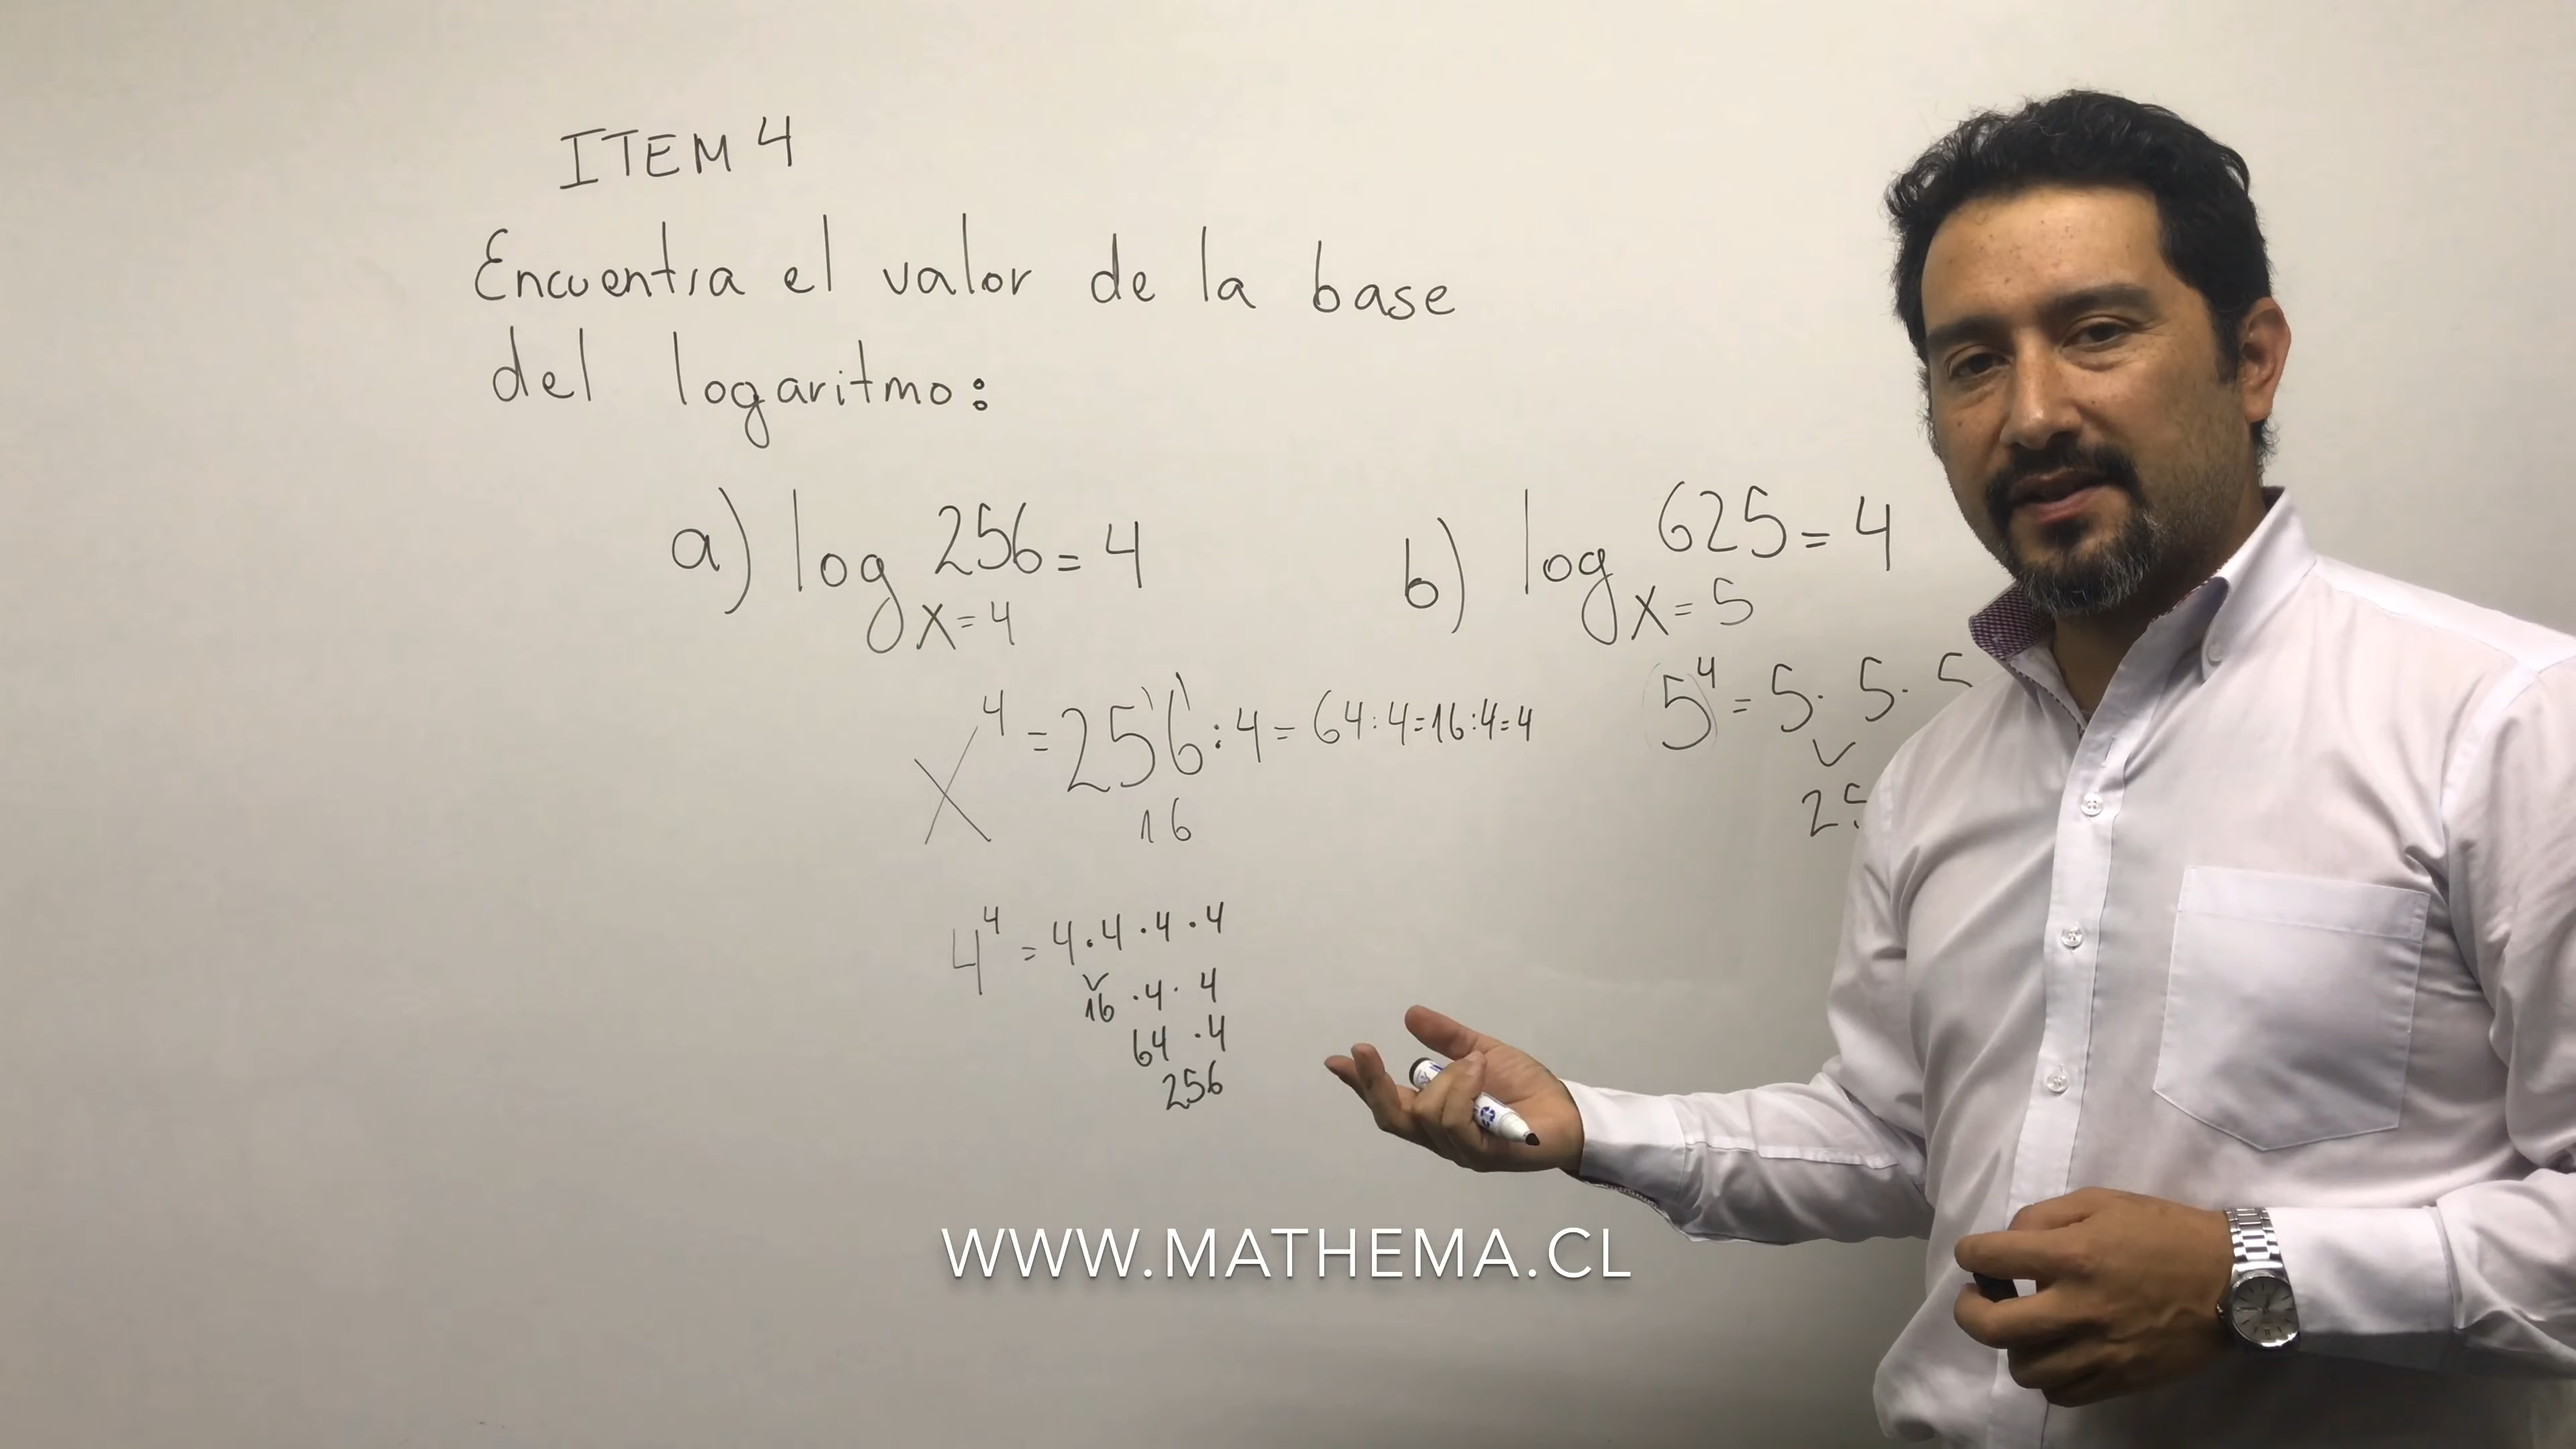 ITEM 4
Encuentra el valor de la base
del logaritmo:
a) log 256 = 4
x = 4
x⁴ = 256 : 4 = 64 : 4 = 16 : 4 = 4
16
4⁴ = 4 · 4 · 4 · 4
16 · 4 · 4
64 · 4
256
b) log 625 = 4
x = 5
5⁴ = 5 · 5 · 5
25
WWW.MATHEMA.CL